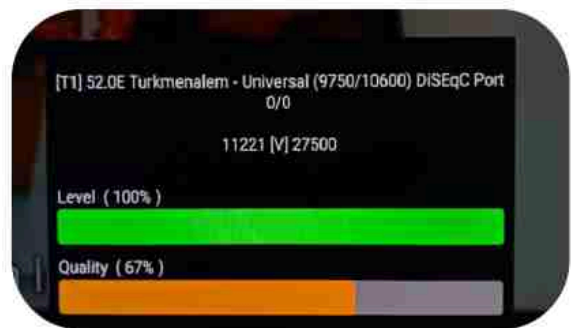 [T1] 52.0E Turkmenalem - Universal (9750/10600) DiSEqC Port
0/0
11221 [V] 27500
Level ( 100% )
Quality ( 67% )